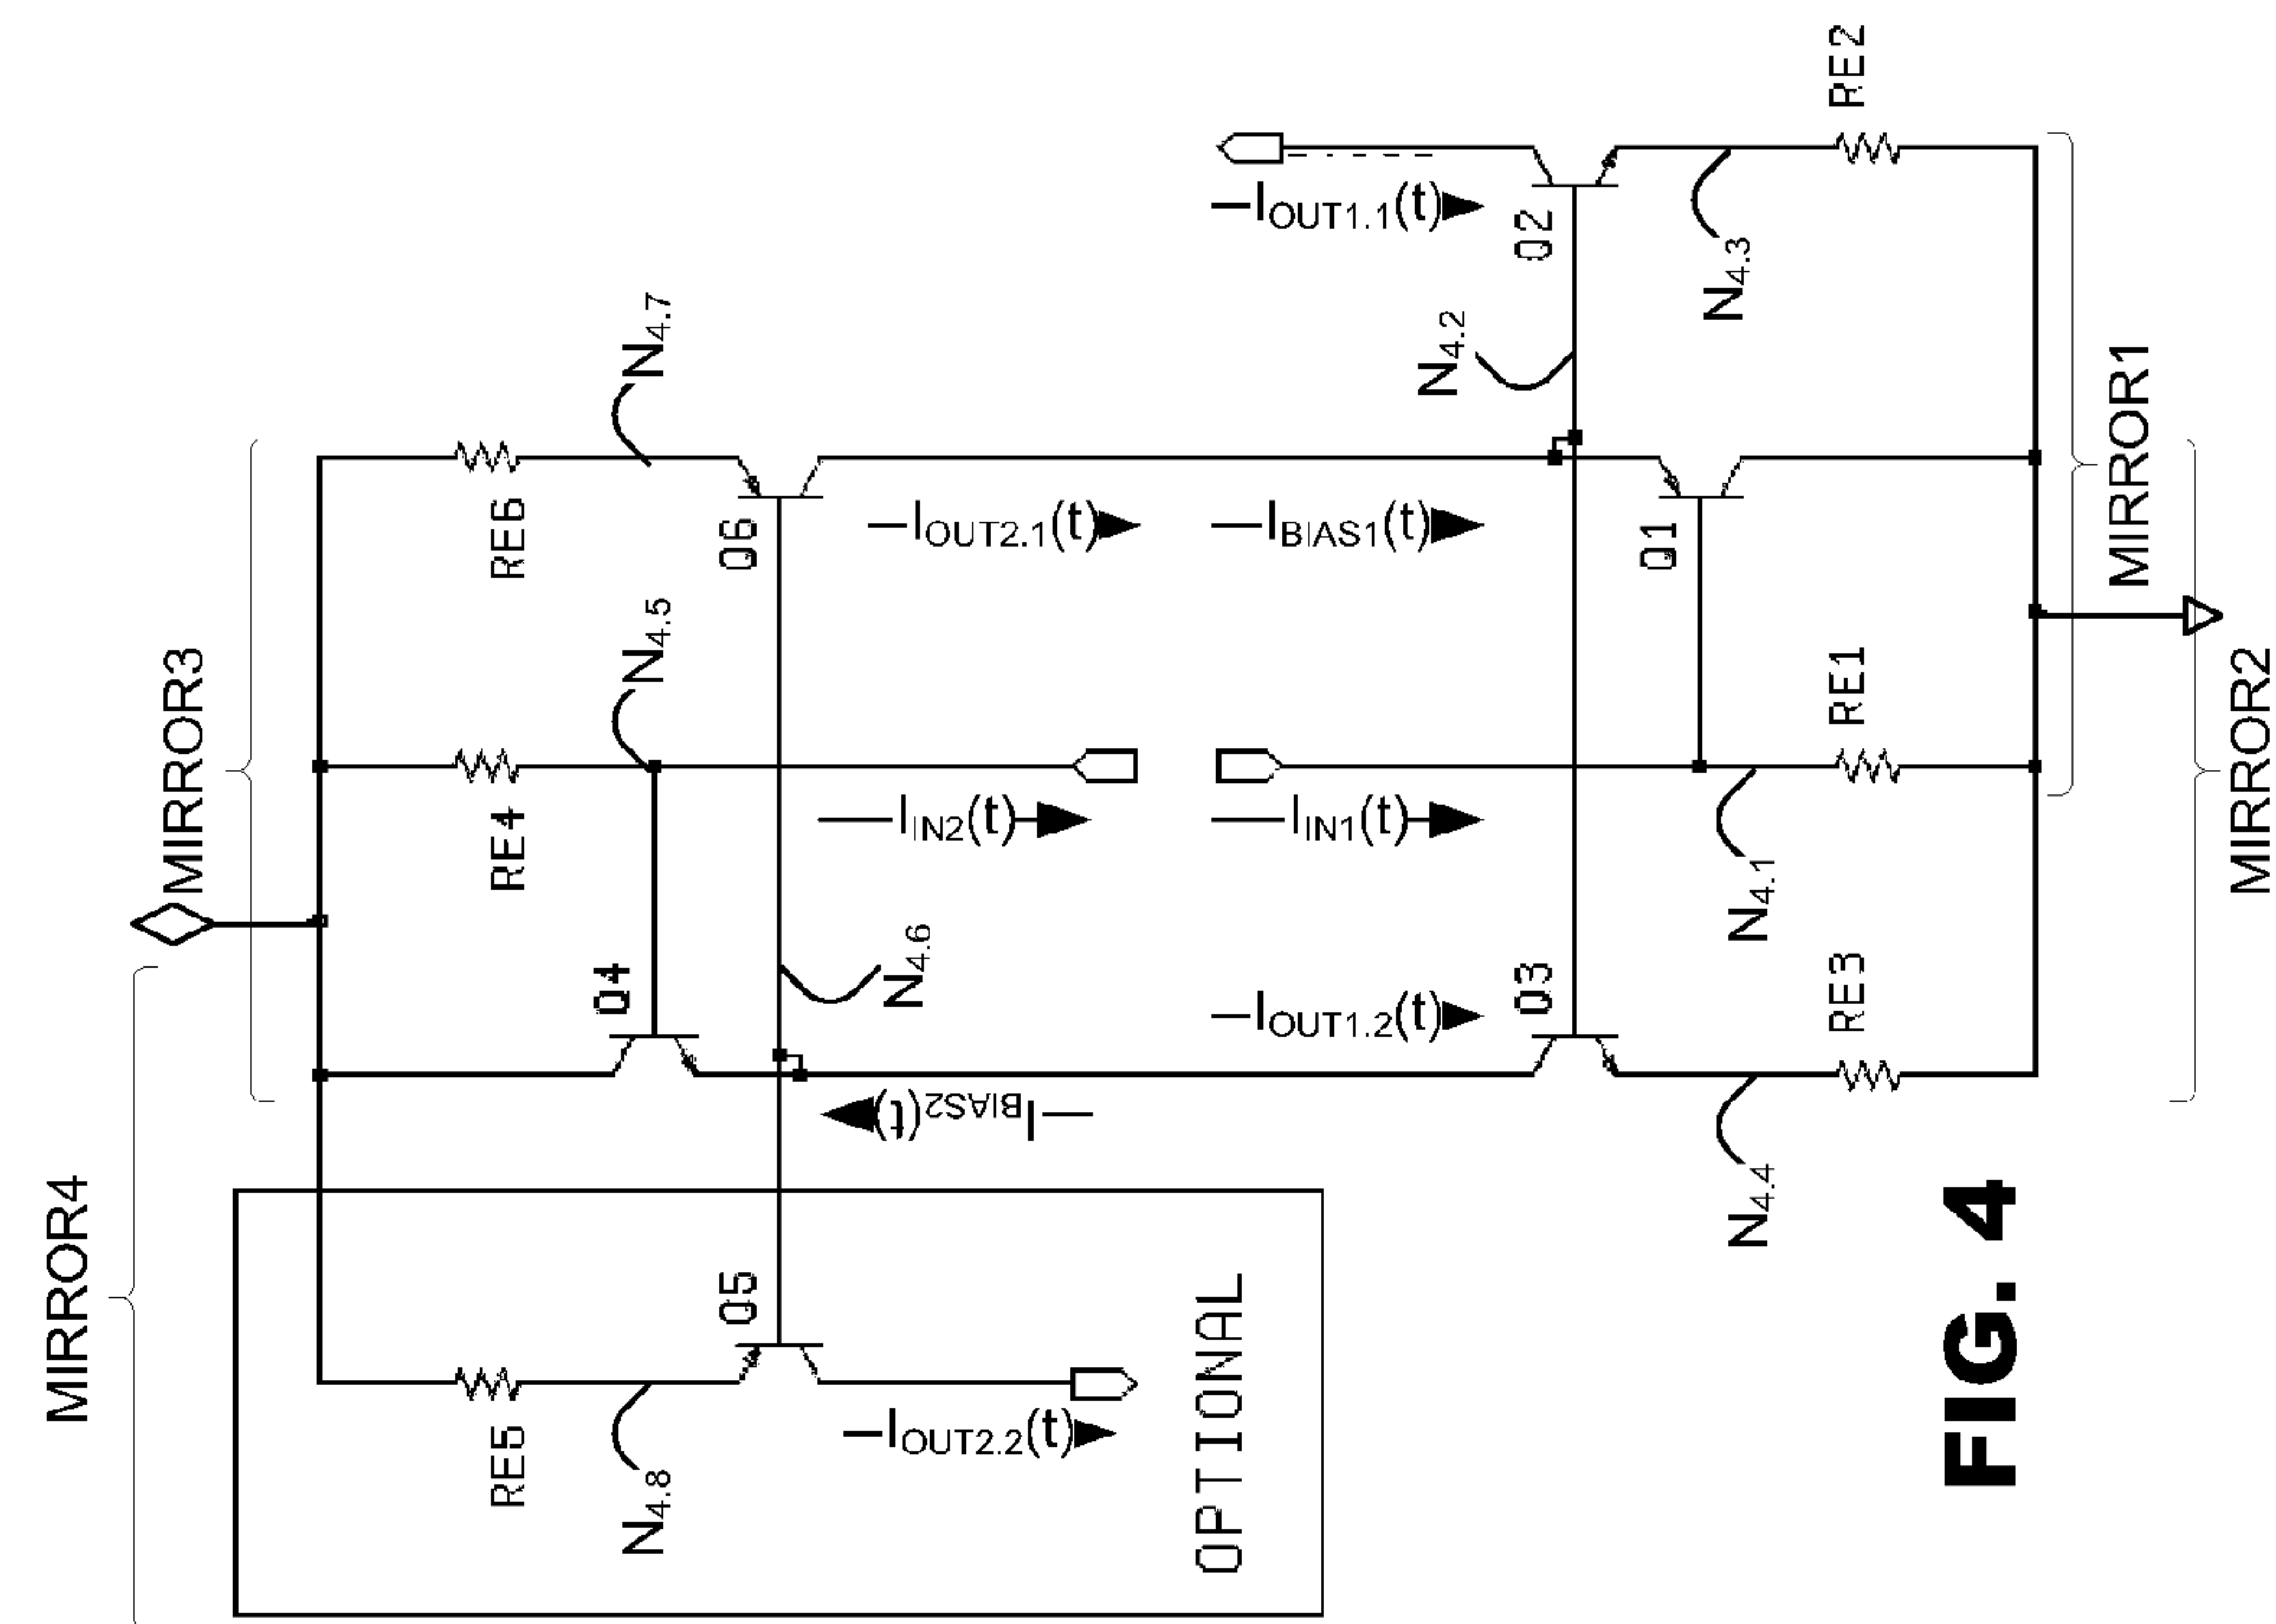 MIRROR4
MIRROR3
RE5
RE4
RE6
N4.8
N4.5
N4.7
Q4
Q5
Q6
N4.6
—IOUT2.2(t)
—IIN2(t)
—IOUT2.1(t)
—IBIAS2(t)
OPTIONAL
—IOUT1.2(t)
—IIN1(t)
—IBIAS1(t)
—IOUT1.1(t)
N4.2
Q3
Q2
Q1
N4.4
N4.1
N4.3
RE3
RE1
RE2
MIRROR1
MIRROR2
FIG. 4